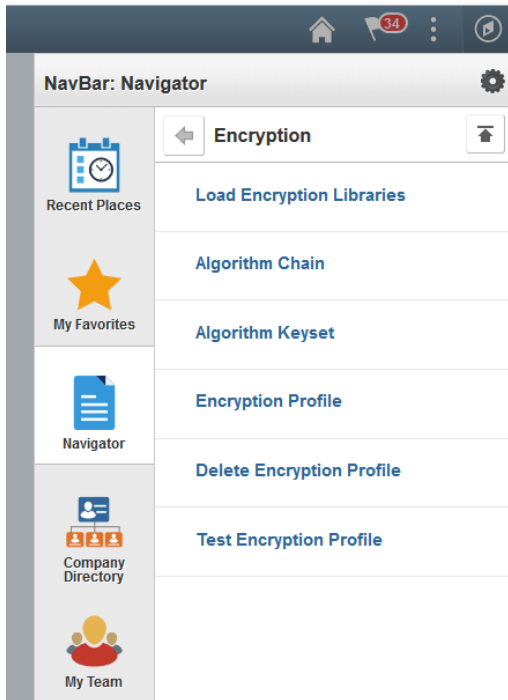 34
NavBar: Navigator
Recent Places
My Favorites
Navigator
Company
Directory
My Team
Encryption
Load Encryption Libraries
Algorithm Chain
Algorithm Keyset
Encryption Profile
Delete Encryption Profile
Test Encryption Profile